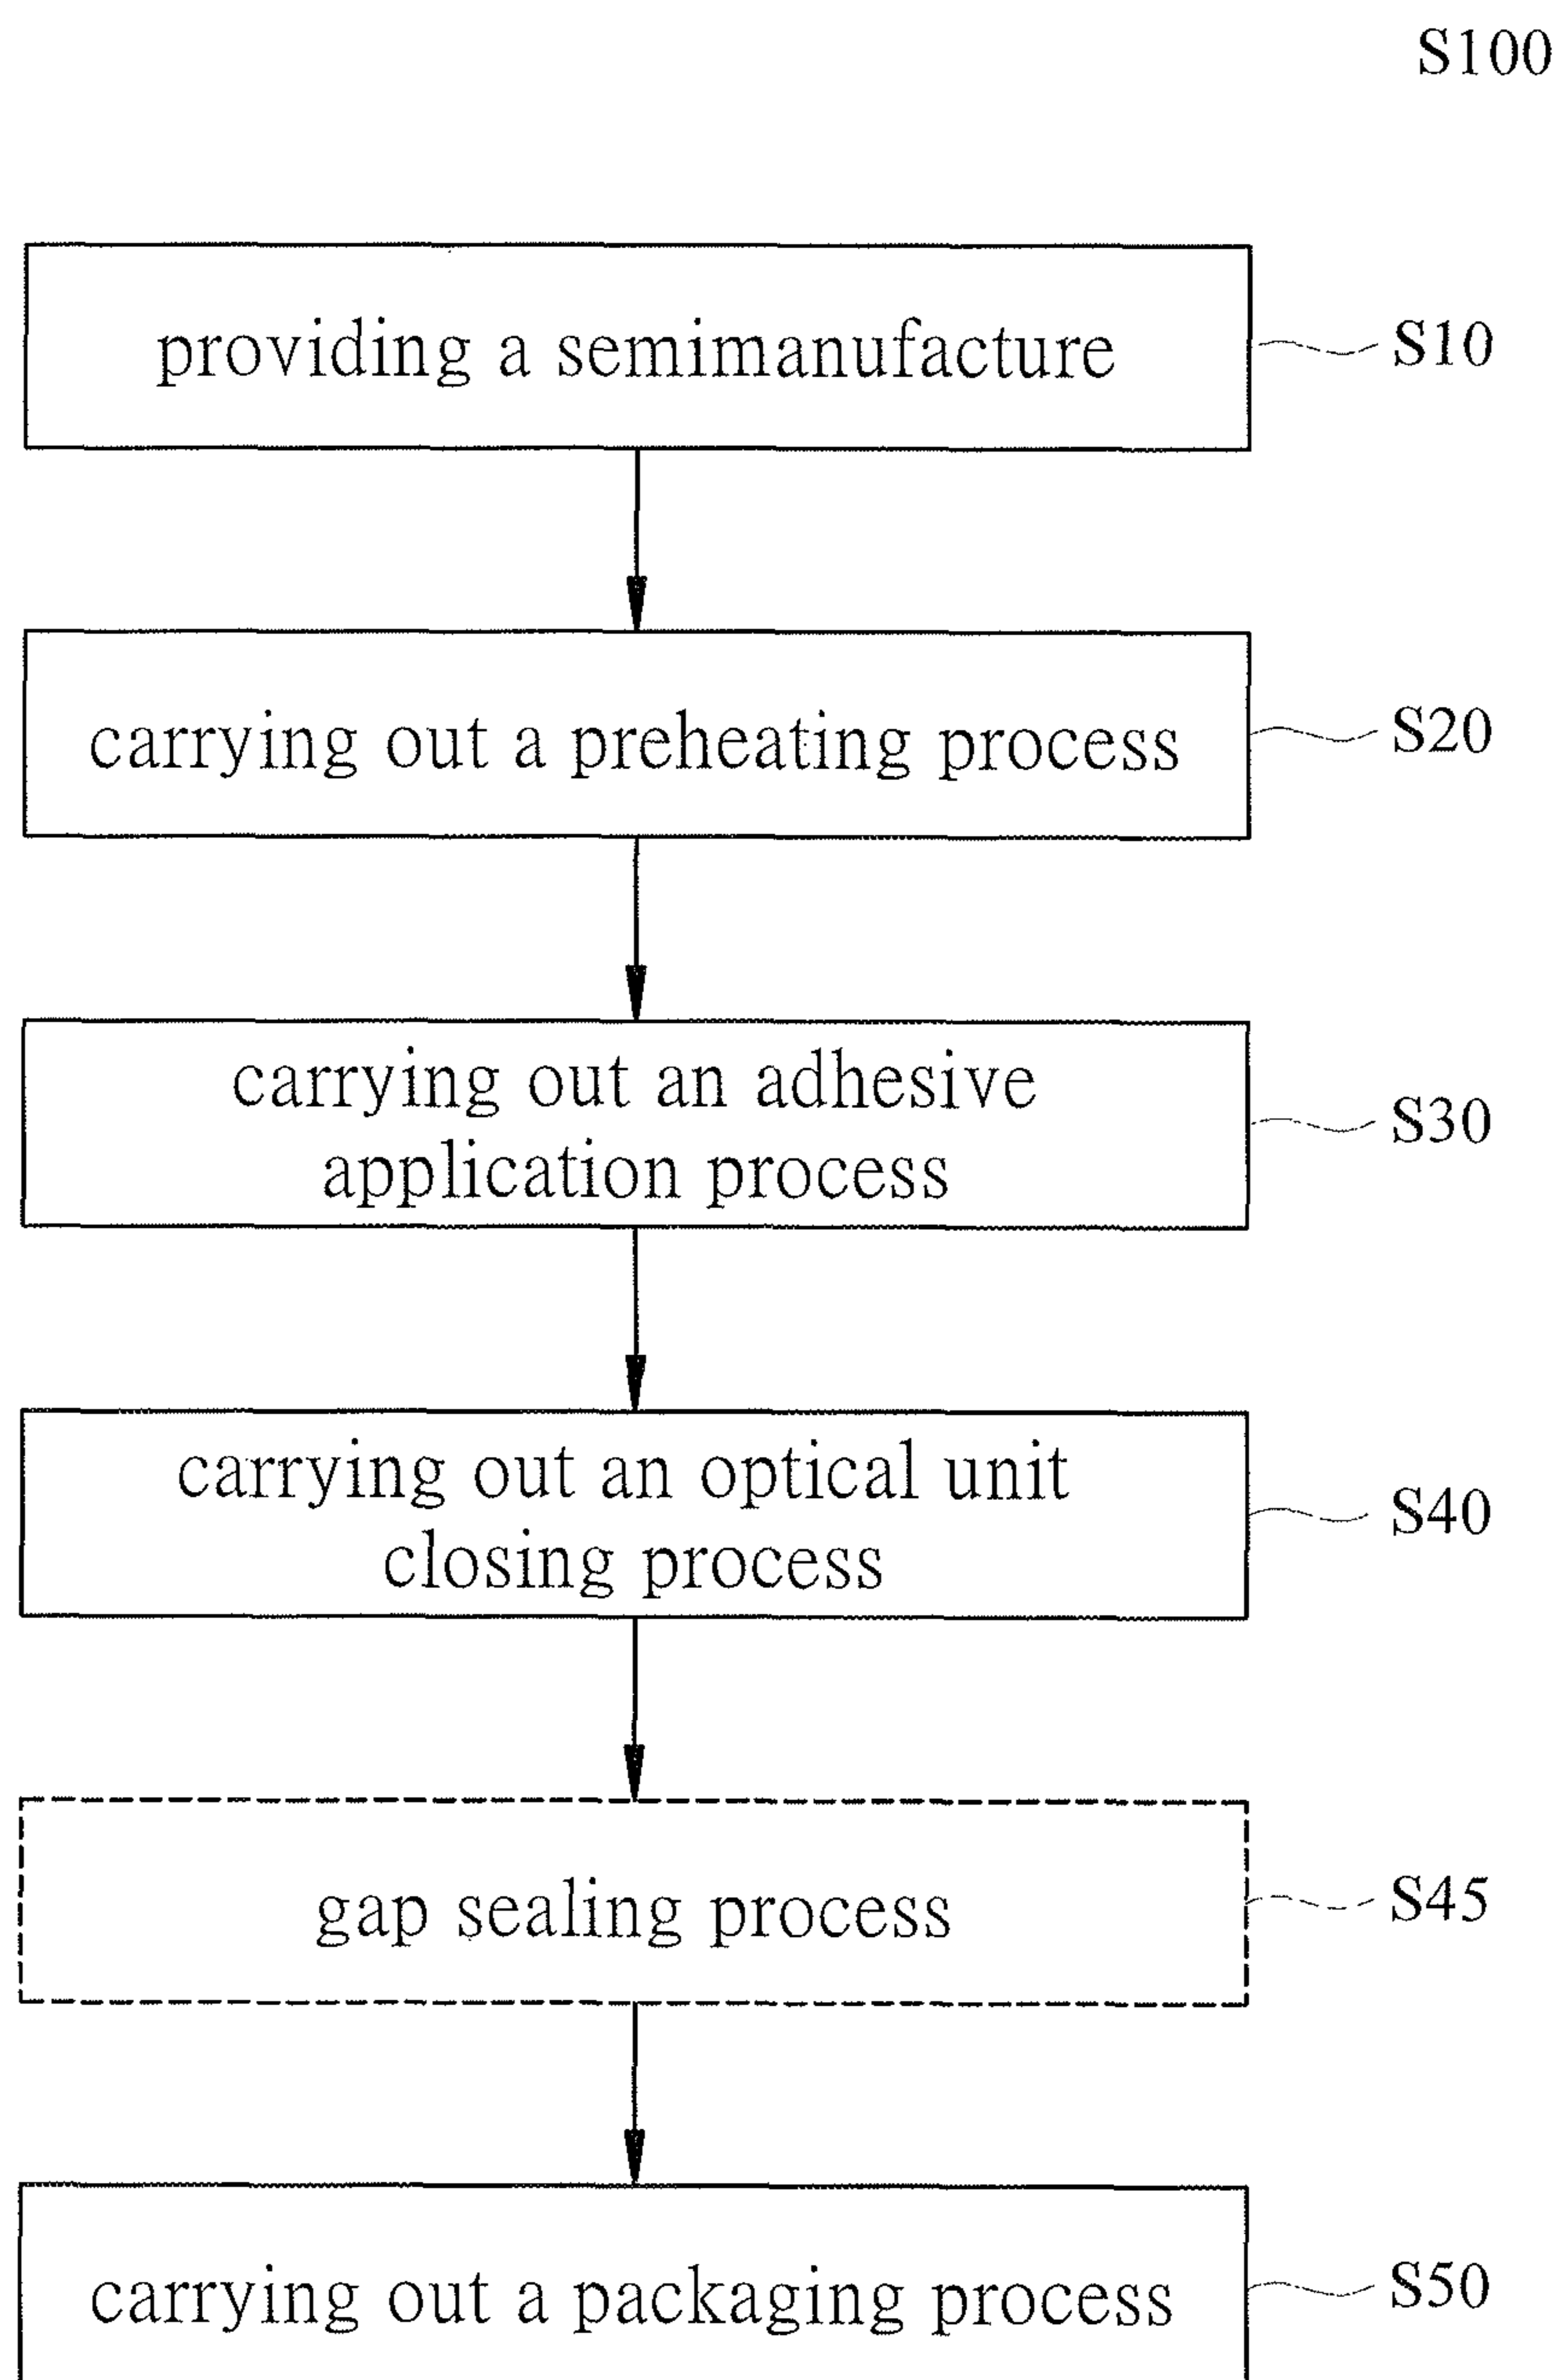 S100
providing a semimanufacture
S10
carrying out a preheating process
S20
carrying out an adhesive
application process
S30
carrying out an optical unit
closing process
S40
gap sealing process
S45
carrying out a packaging process
S50